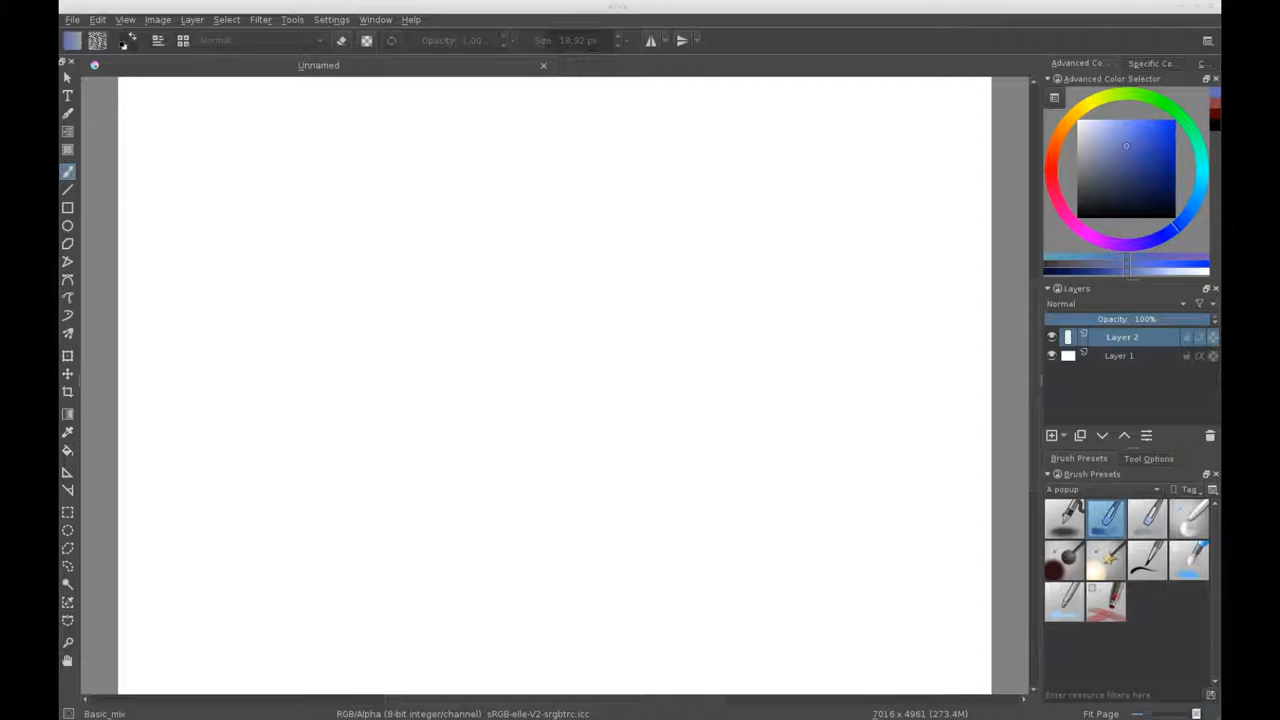 File Edit View Image Layer Select Filter Tools Settings Window Help
Normal Opacity: 1,00 Size: 18,92 px
Unnamed
Advanced Co... Specific Co... C...
Advanced Color Selector
Layers
Normal
Opacity: 100%
Layer 2
Layer 1
Brush Presets Tool Options
Brush Presets
A popup Tag
Enter resource filters here
Basic_mix RGB/Alpha (8-bit integer/channel) sRGB-elle-V2-srgbtrc.icc 7016 x 4961 (273.4M) Fit Page